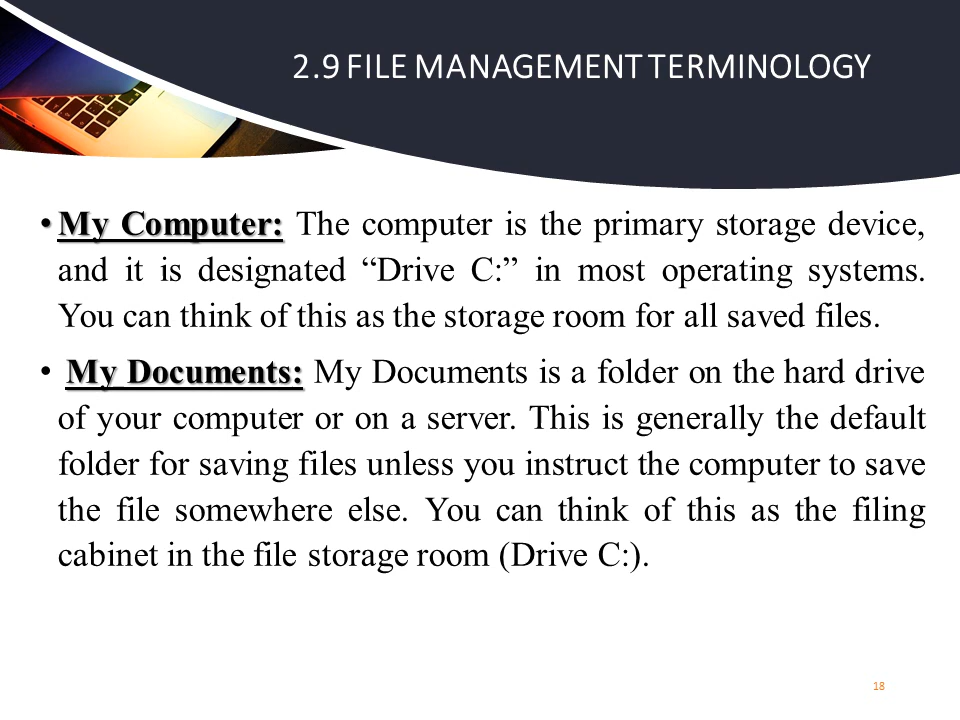 2.9 FILE MANAGEMENT TERMINOLOGY
• My Computer: The computer is the primary storage device,
and it is designated “Drive C:” in most operating systems.
You can think of this as the storage room for all saved files.
• My Documents: My Documents is a folder on the hard drive
of your computer or on a server. This is generally the default
folder for saving files unless you instruct the computer to save
the file somewhere else. You can think of this as the filing
cabinet in the file storage room (Drive C:).
18